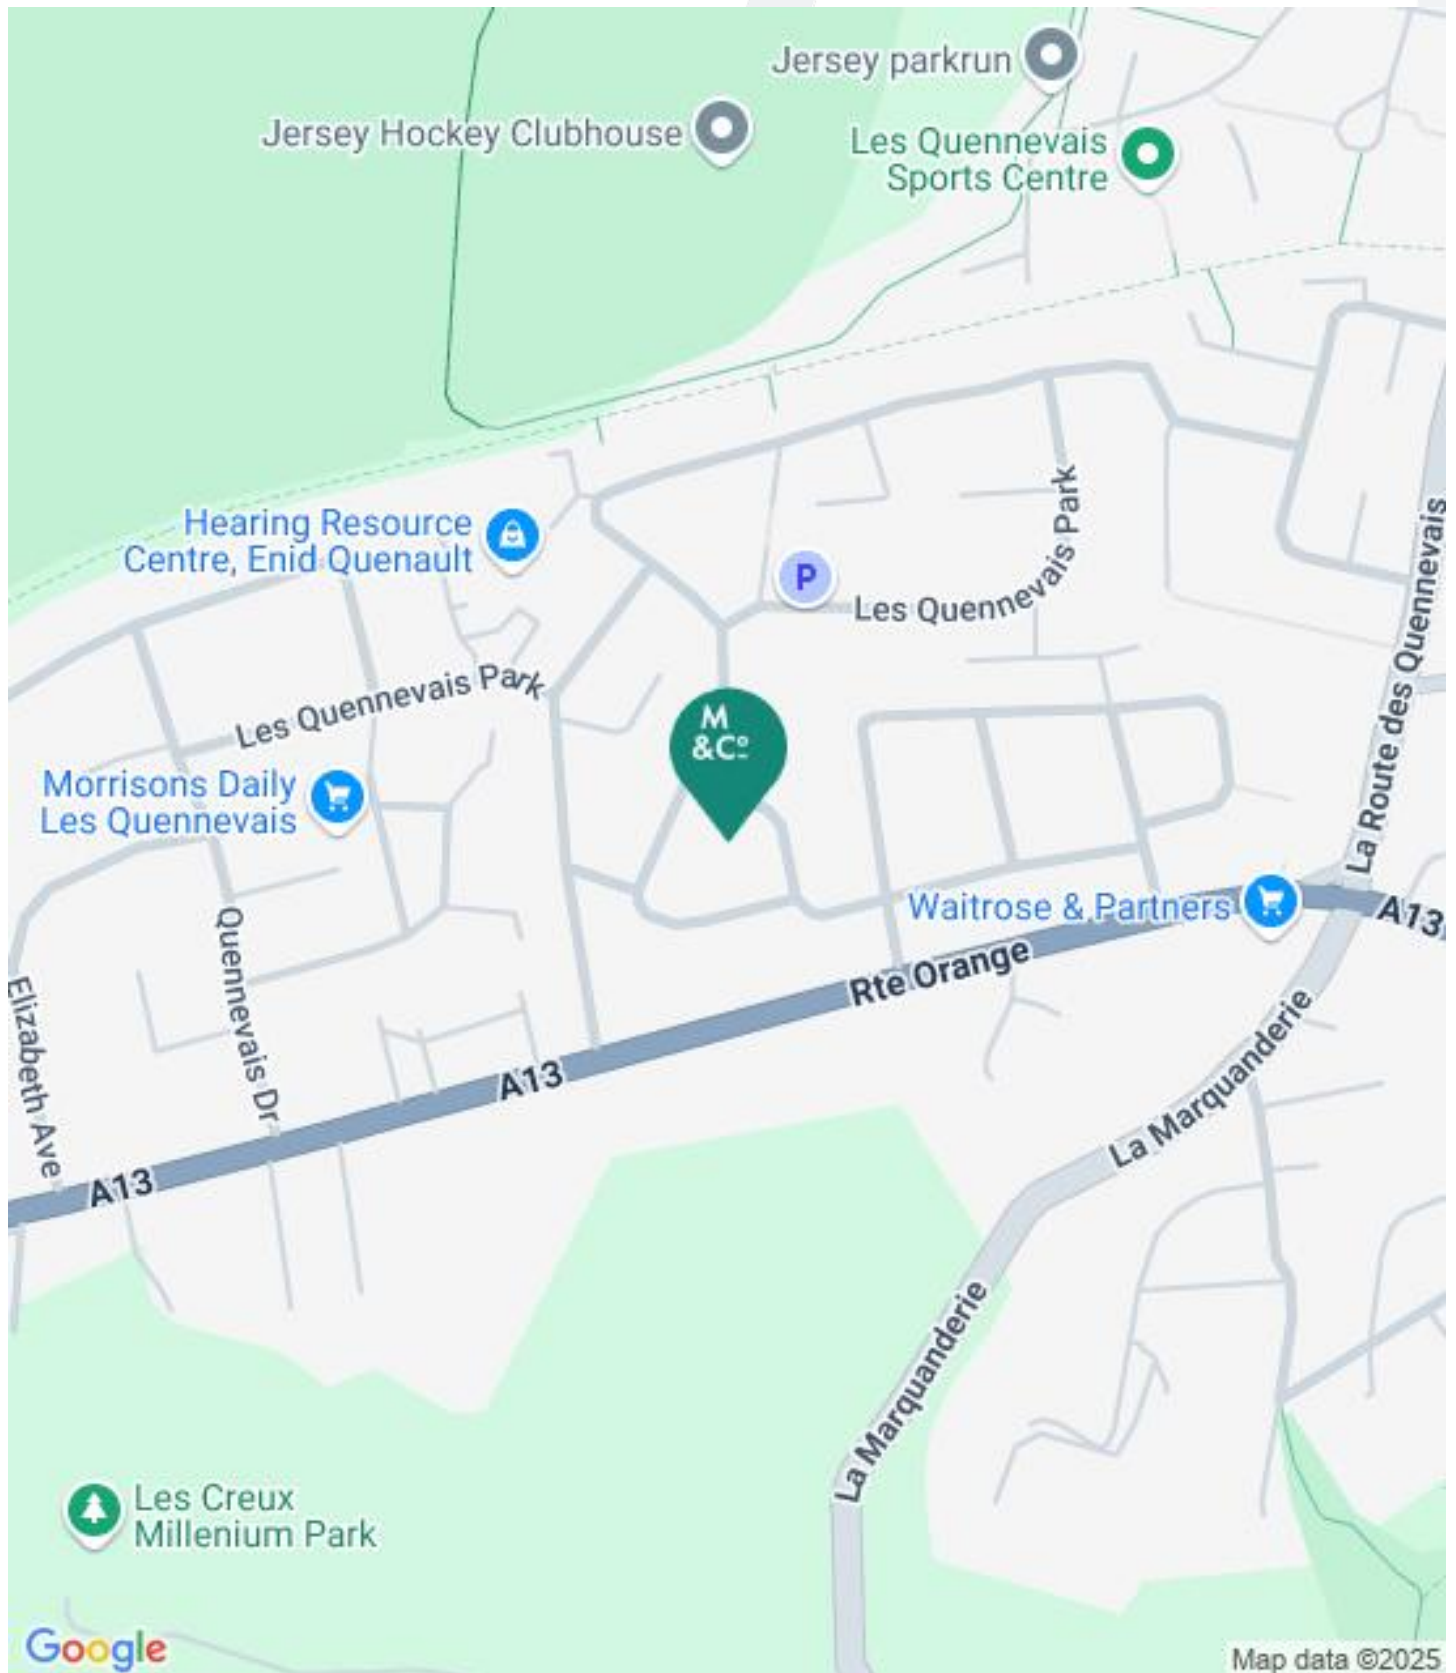 Jersey parkrun
Jersey Hockey Clubhouse
Les Quennevais
Sports Centre
Hearing Resource
Centre, Enid Quenault
P
Les Quennevais Park
Les Quennevais Park
La Route des Quennevais
M
&Cº
Morrisons Daily
Les Quennevais
Waitrose & Partners
A13
Quennevais Dr
Rte Orange
Elizabeth Ave
A13
La Marquanderie
A13
La Marquanderie
Les Creux
Millenium Park
Google
Map data ©2025